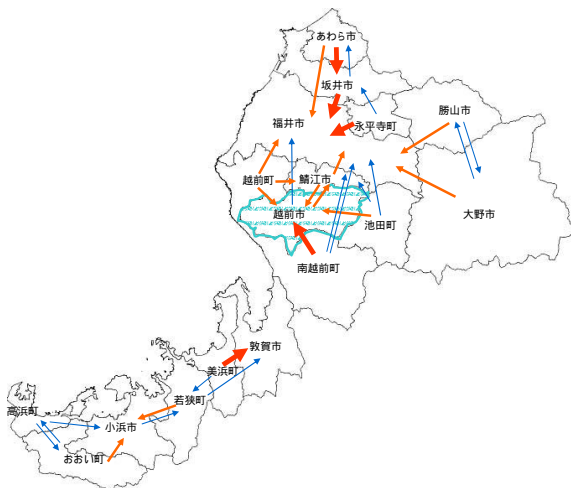 あわら市
坂井市
勝山市
福井市
永平寺町
越前町
鯖江市
越前市
大野市
池田町
南越前町
敦賀市
美浜町
若狭町
高浜町
小浜市
おおい町